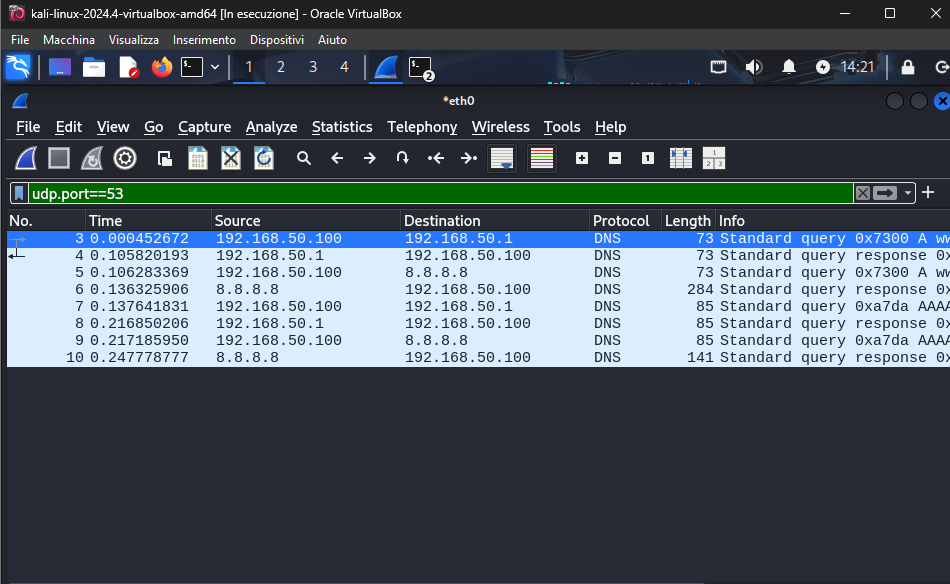 kali-linux-2024.4-virtualbox-amd64 [In esecuzione] - Oracle VirtualBox
File Macchina Visualizza Inserimento Dispositivi Aiuto
1 2 3 4 2 14:21
*eth0
File Edit View Go Capture Analyze Statistics Telephony Wireless Tools Help
udp.port==53
No. Time Source Destination Protocol Length Info
3 0.000452672 192.168.50.100 192.168.50.1 DNS 73 Standard query 0x7300 A ww
4 0.105820193 192.168.50.1 192.168.50.100 DNS 73 Standard query response 0x
5 0.106283369 192.168.50.100 8.8.8.8 DNS 73 Standard query 0x7300 A ww
6 0.136325906 8.8.8.8 192.168.50.100 DNS 284 Standard query response 0x
7 0.137641831 192.168.50.100 192.168.50.1 DNS 85 Standard query 0xa7da AAAA
8 0.216850206 192.168.50.1 192.168.50.100 DNS 85 Standard query response 0x
9 0.217185950 192.168.50.100 8.8.8.8 DNS 85 Standard query 0xa7da AAAA
10 0.247778777 8.8.8.8 192.168.50.100 DNS 141 Standard query response 0x